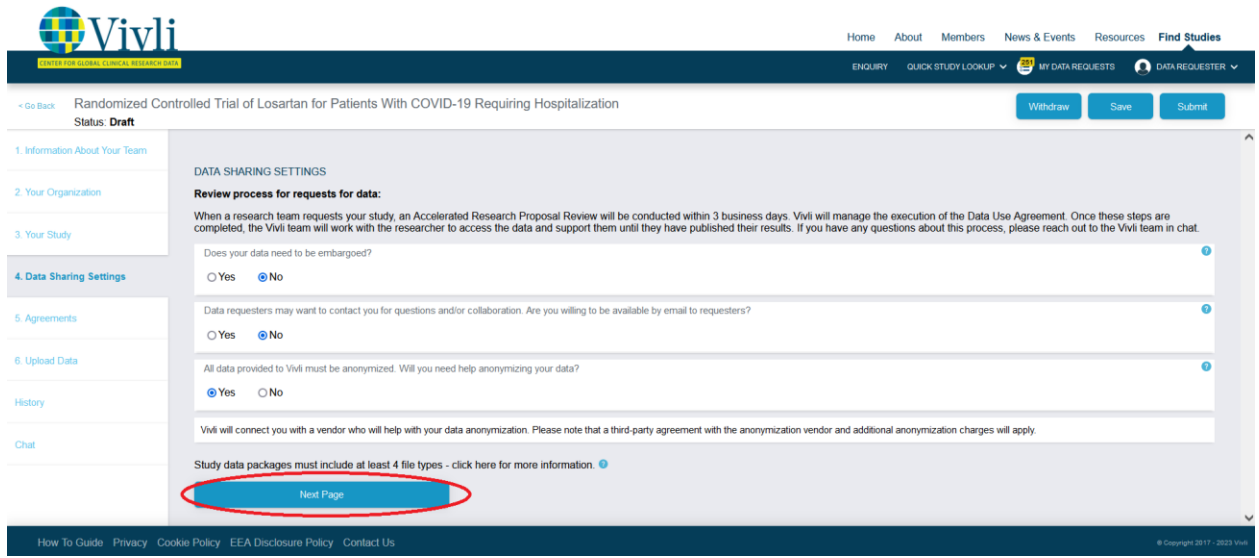 Vivli
CENTER FOR GLOBAL CLINICAL RESEARCH DATA
Home About Members News & Events Resources Find Studies
ENQUIRY QUICK STUDY LOOKUP 251 MY DATA REQUESTS DATA REQUESTER
< Go Back Randomized Controlled Trial of Losartan for Patients With COVID-19 Requiring Hospitalization
Status: Draft
Withdraw Save Submit
1. Information About Your Team
2. Your Organization
3. Your Study
4. Data Sharing Settings
5. Agreements
6. Upload Data
History
Chat
DATA SHARING SETTINGS
Review process for requests for data:
When a research team requests your study, an Accelerated Research Proposal Review will be conducted within 3 business days. Vivli will manage the execution of the Data Use Agreement. Once these steps are
completed, the Vivli team will work with the researcher to access the data and support them until they have published their results. If you have any questions about this process, please reach out to the Vivli team in chat.
Does your data need to be embargoed? ?
Yes No
Data requesters may want to contact you for questions and/or collaboration. Are you willing to be available by email to requesters? ?
Yes No
All data provided to Vivli must be anonymized. Will you need help anonymizing your data? ?
Yes No
Vivli will connect you with a vendor who will help with your data anonymization. Please note that a third-party agreement with the anonymization vendor and additional anonymization charges will apply.
Study data packages must include at least 4 file types - click here for more information. ?
Next Page
How To Guide Privacy Cookie Policy EEA Disclosure Policy Contact Us
© Copyright 2017 - 2023 Vivli